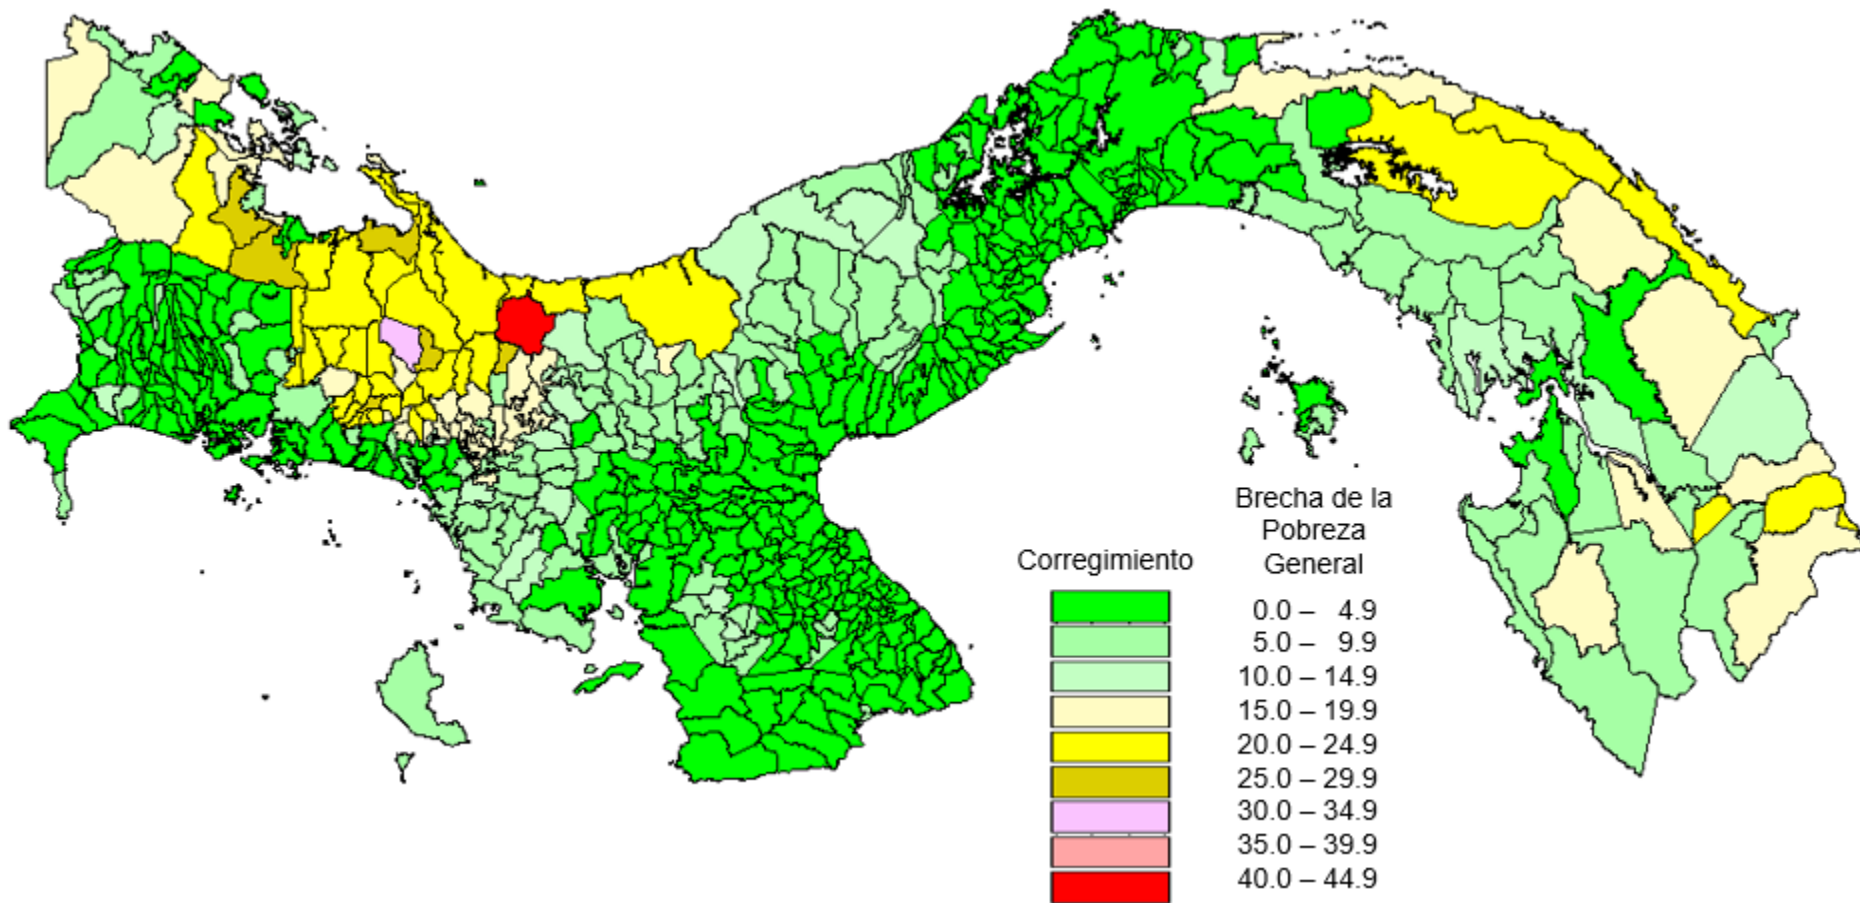 Brecha de la
Pobreza
Corregimiento General
0.0 – 4.9
5.0 – 9.9
10.0 – 14.9
15.0 – 19.9
20.0 – 24.9
25.0 – 29.9
30.0 – 34.9
35.0 – 39.9
40.0 – 44.9